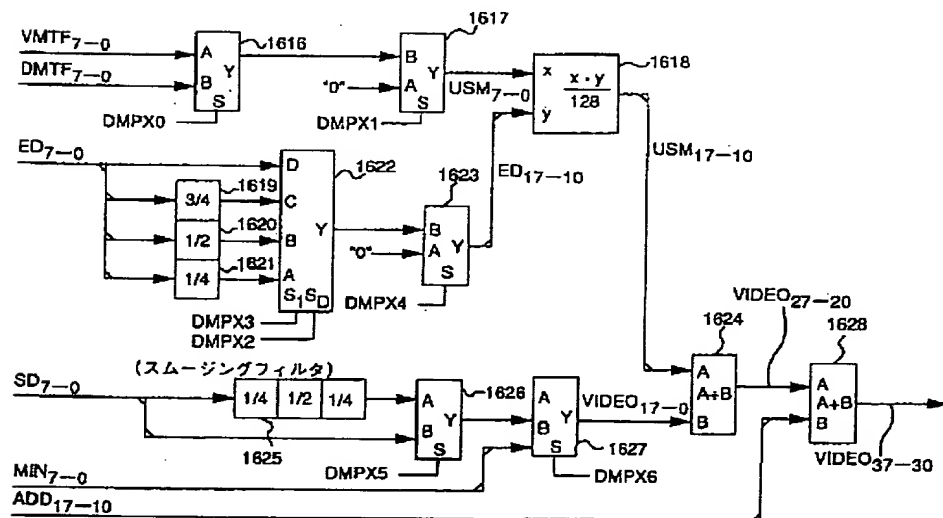 VMTF7-0
A
1616
B
1617
1618
DMTF7-0
B
Y
Y
x
x · y
128
S
"0"
A
USM7-0
y
S
DMPX0
DMPX1
USM17-10
ED7-0
D
1622
ED17-10
1619
1623
3/4
C
1620
Y
1/2
B
B
1621
"0"
A
Y
1/4
A
S
S1 SD
DMPX4
DMPX3
DMPX2
VIDEO27-20
1624
1628
(スムージングフィルタ)
SD7-0
1/4 1/2 1/4
A
1626
A
A
A
Y
Y
VIDEO17-0
A+B
A+B
B
B
B
B
VIDEO37-30
1625
S
S
1627
MIN7-0
DMPX5
DMPX6
ADD17-10